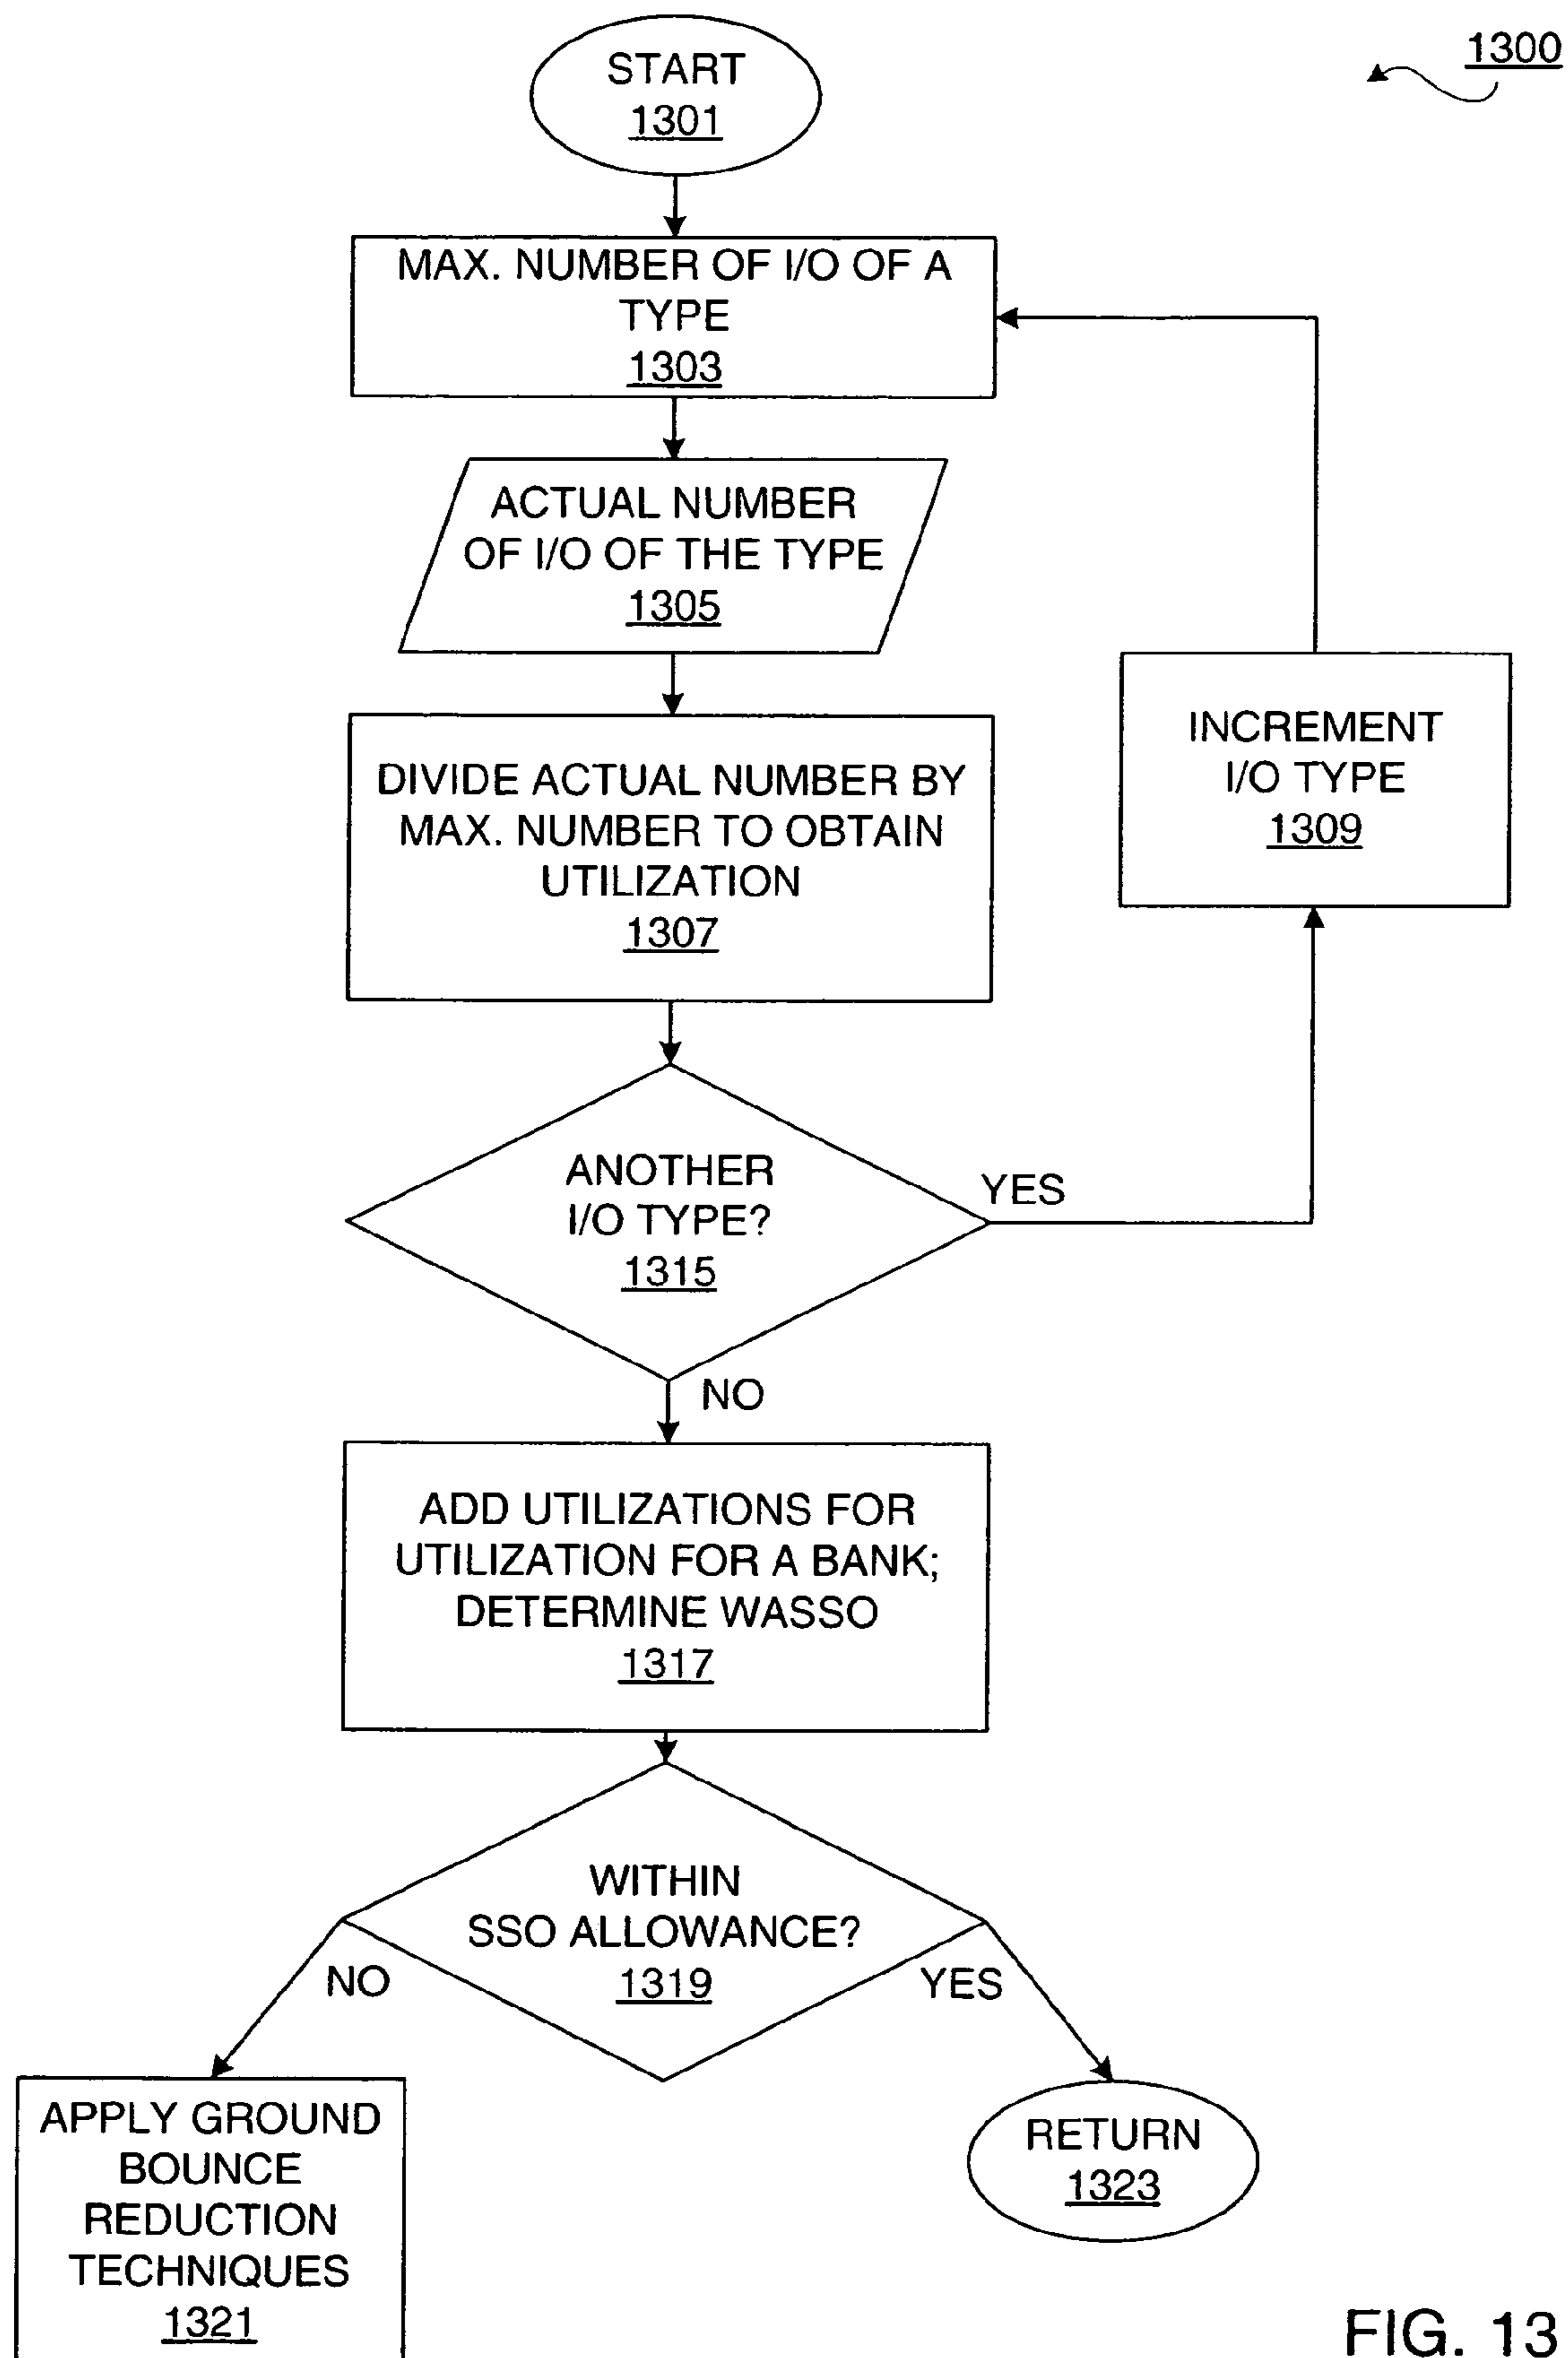 1300
START
1301
MAX. NUMBER OF I/O OF A
TYPE
1303
ACTUAL NUMBER
OF I/O OF THE TYPE
1305
DIVIDE ACTUAL NUMBER BY
MAX. NUMBER TO OBTAIN
UTILIZATION
1307
INCREMENT
I/O TYPE
1309
ANOTHER
I/O TYPE?
1315
YES
NO
ADD UTILIZATIONS FOR
UTILIZATION FOR A BANK;
DETERMINE WASSO
1317
WITHIN
SSO ALLOWANCE?
1319
NO
YES
APPLY GROUND
BOUNCE
REDUCTION
TECHNIQUES
1321
RETURN
1323
FIG. 13